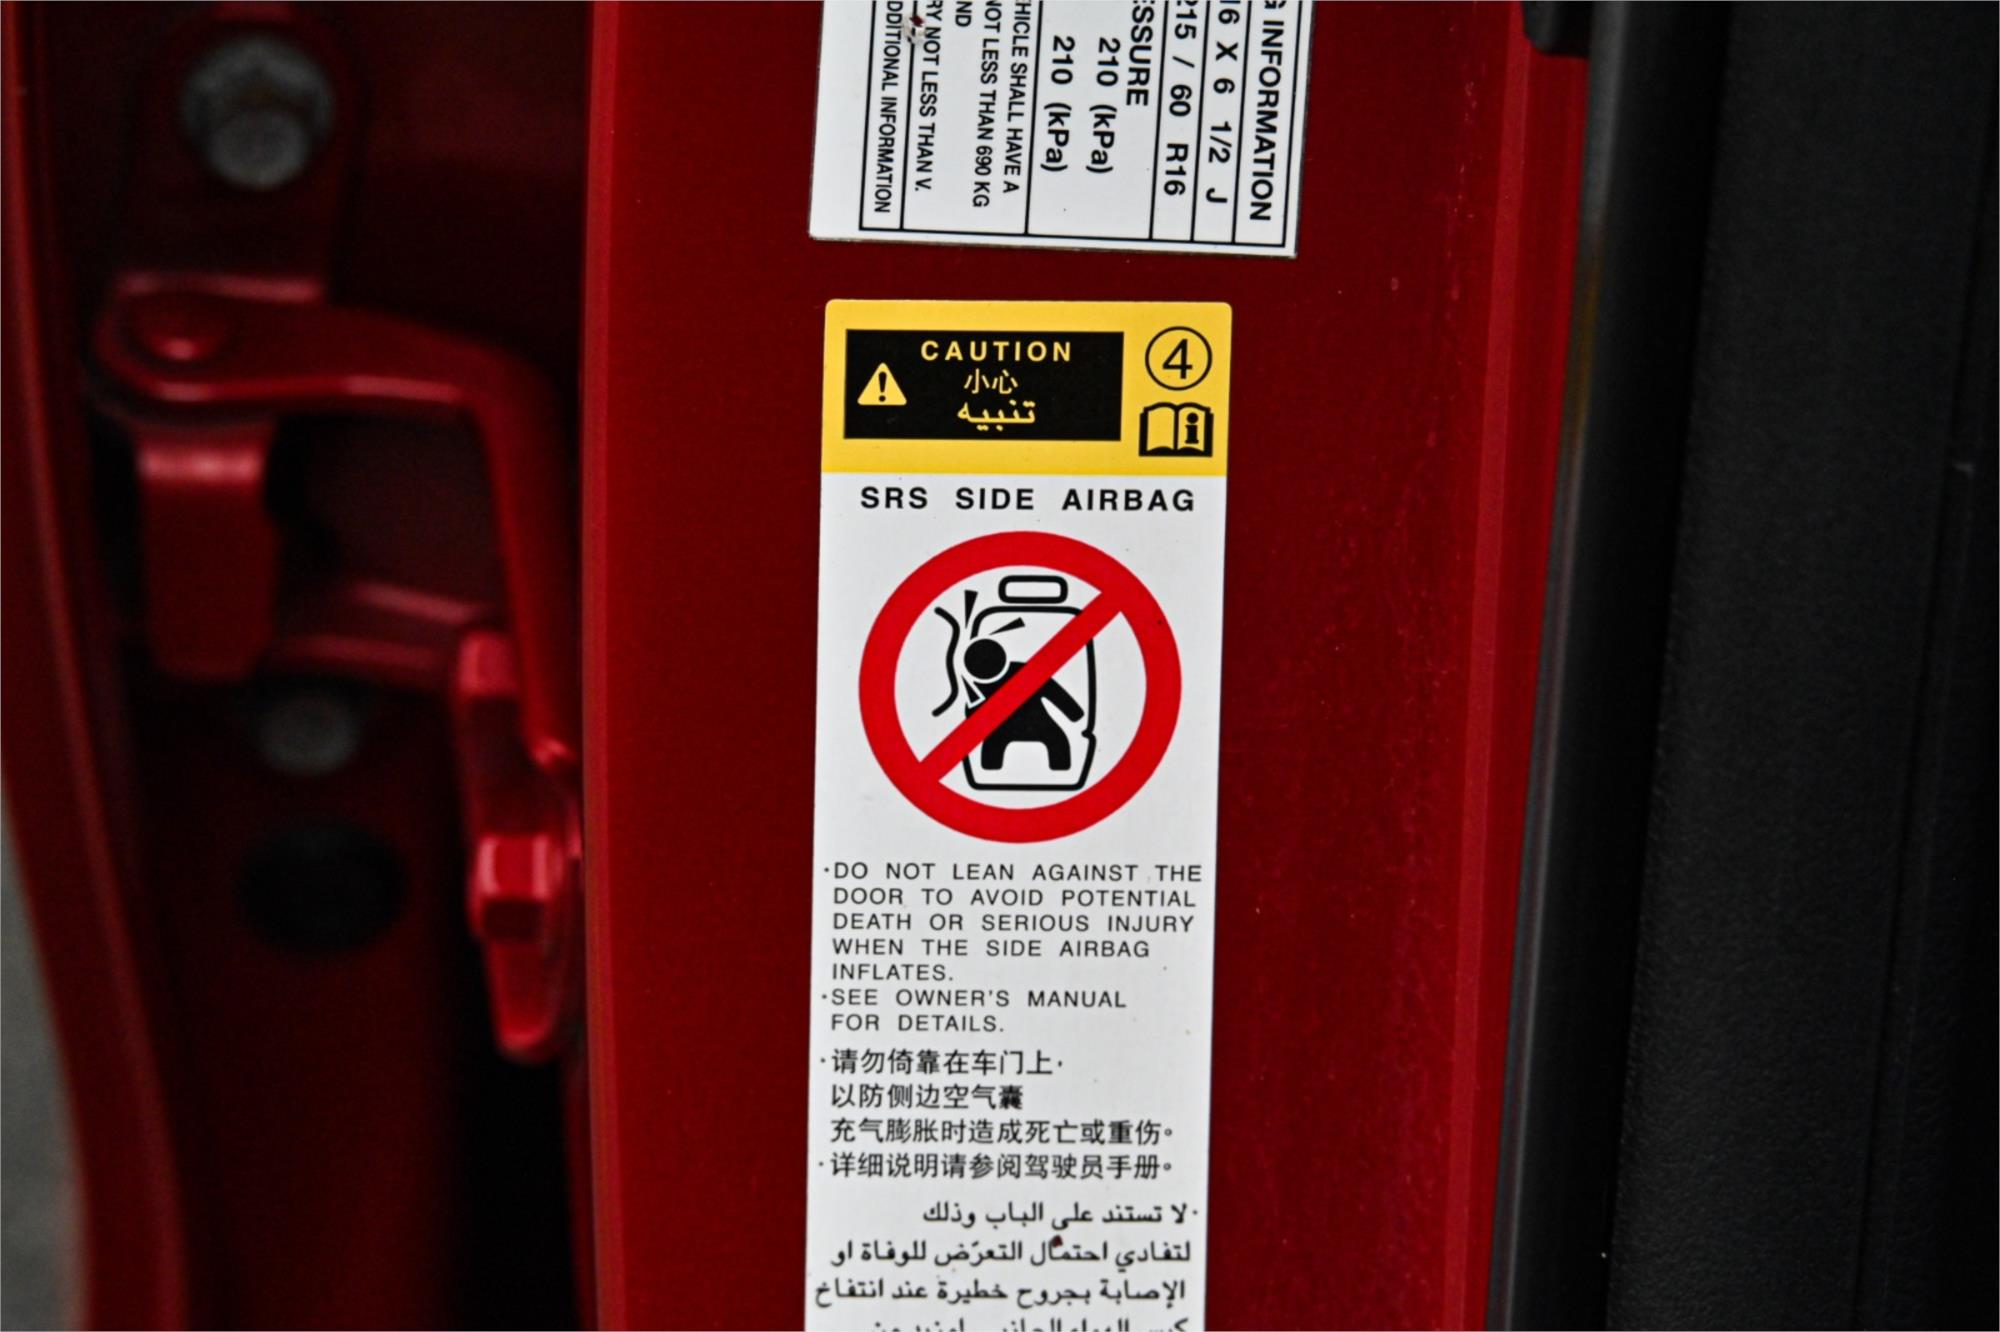 G INFORMATION
16 X 6 1/2 J
215 / 60 R16
ESSURE
210 (kPa)
210 (kPa)
HICLE SHALL HAVE A
NOT LESS THAN 690 KG
ND
RY NOT LESS THAN V.
DDITIONAL INFORMATION
CAUTION
小心
تنبيه
4
SRS SIDE AIRBAG
·DO NOT LEAN AGAINST THE
DOOR TO AVOID POTENTIAL
DEATH OR SERIOUS INJURY
WHEN THE SIDE AIRBAG
INFLATES.
·SEE OWNER'S MANUAL
FOR DETAILS.
·请勿倚靠在车门上·
以防侧边空气囊
充气膨胀时造成死亡或重伤。
·详细说明请参阅驾驶员手册。
·لا تستند على الباب وذلك
لتفادي احتمال التعرّض للوفاة او
الإصابة بجروح خطيرة عند انتفاخ